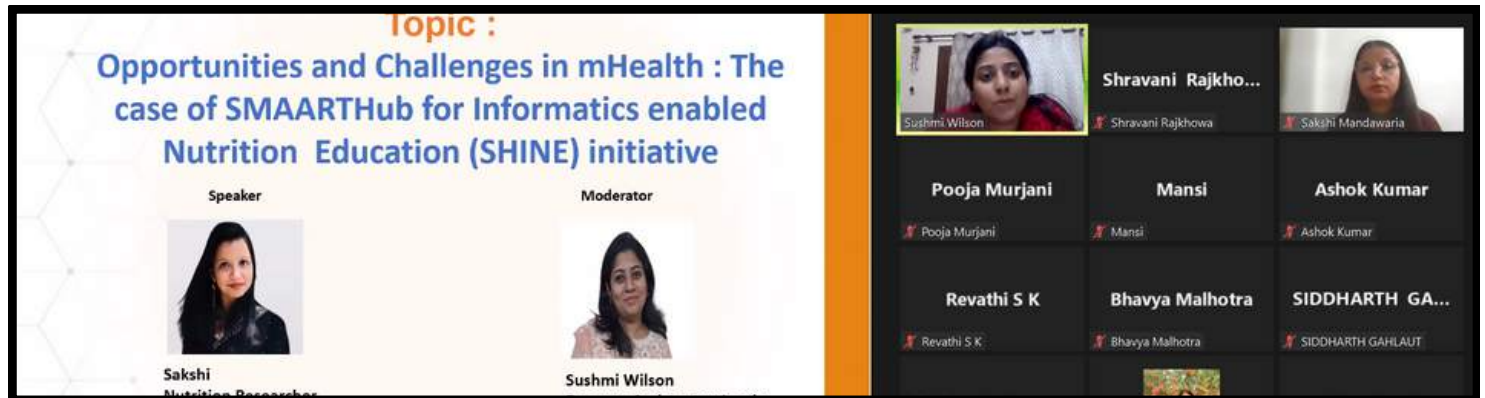 Topic :
Opportunities and Challenges in mHealth : The
case of SMAARTHub for Informatics enabled
Nutrition Education (SHINE) initiative
Speaker
Moderator
Sakshi
Nutrition Researcher
Sushmi Wilson
Sushmi Wilson
Shravani Rajkho...
Shravani Rajkhowa
Sakshi Mandawaria
Pooja Murjani
Mansi
Ashok Kumar
Pooja Murjani
Mansi
Ashok Kumar
Revathi S K
Bhavya Malhotra
SIDDHARTH GA...
Revathi S K
Bhavya Malhotra
SIDDHARTH GAHLAUT